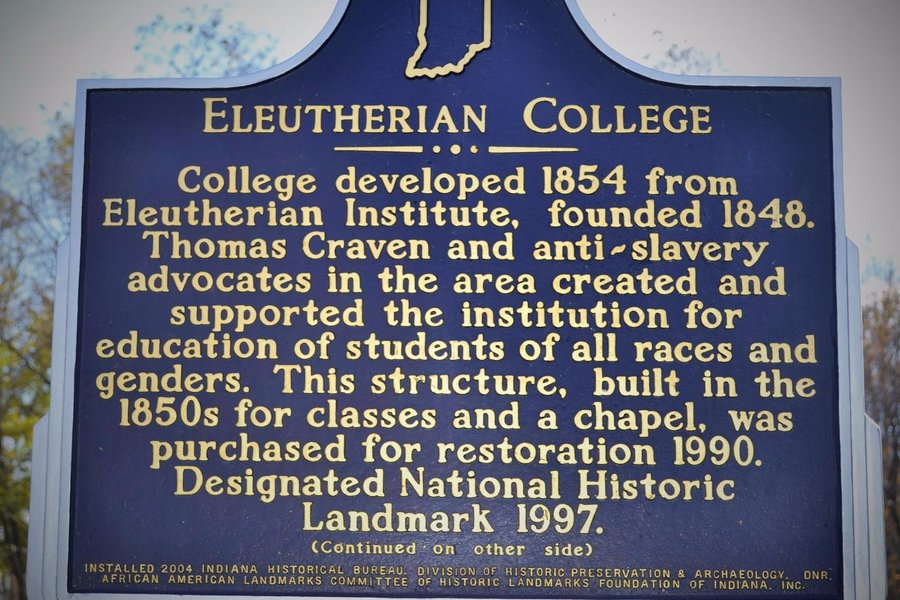 ELEUTHERIAN COLLEGE
College developed 1854 from
Eleutherian Institute, founded 1848.
Thomas Craven and anti-slavery
advocates in the area created and
supported the institution for
education of students of all races and
genders. This structure, built in the
1850s for classes and a chapel, was
purchased for restoration 1990.
Designated National Historic
Landmark 1997.
(Continued on other side)
INSTALLED 2004 INDIANA HISTORICAL BUREAU, DIVISION OF HISTORIC PRESERVATION & ARCHAEOLOGY, DNR,
AFRICAN AMERICAN LANDMARKS COMMITTEE OF HISTORIC LANDMARKS FOUNDATION OF INDIANA, INC.